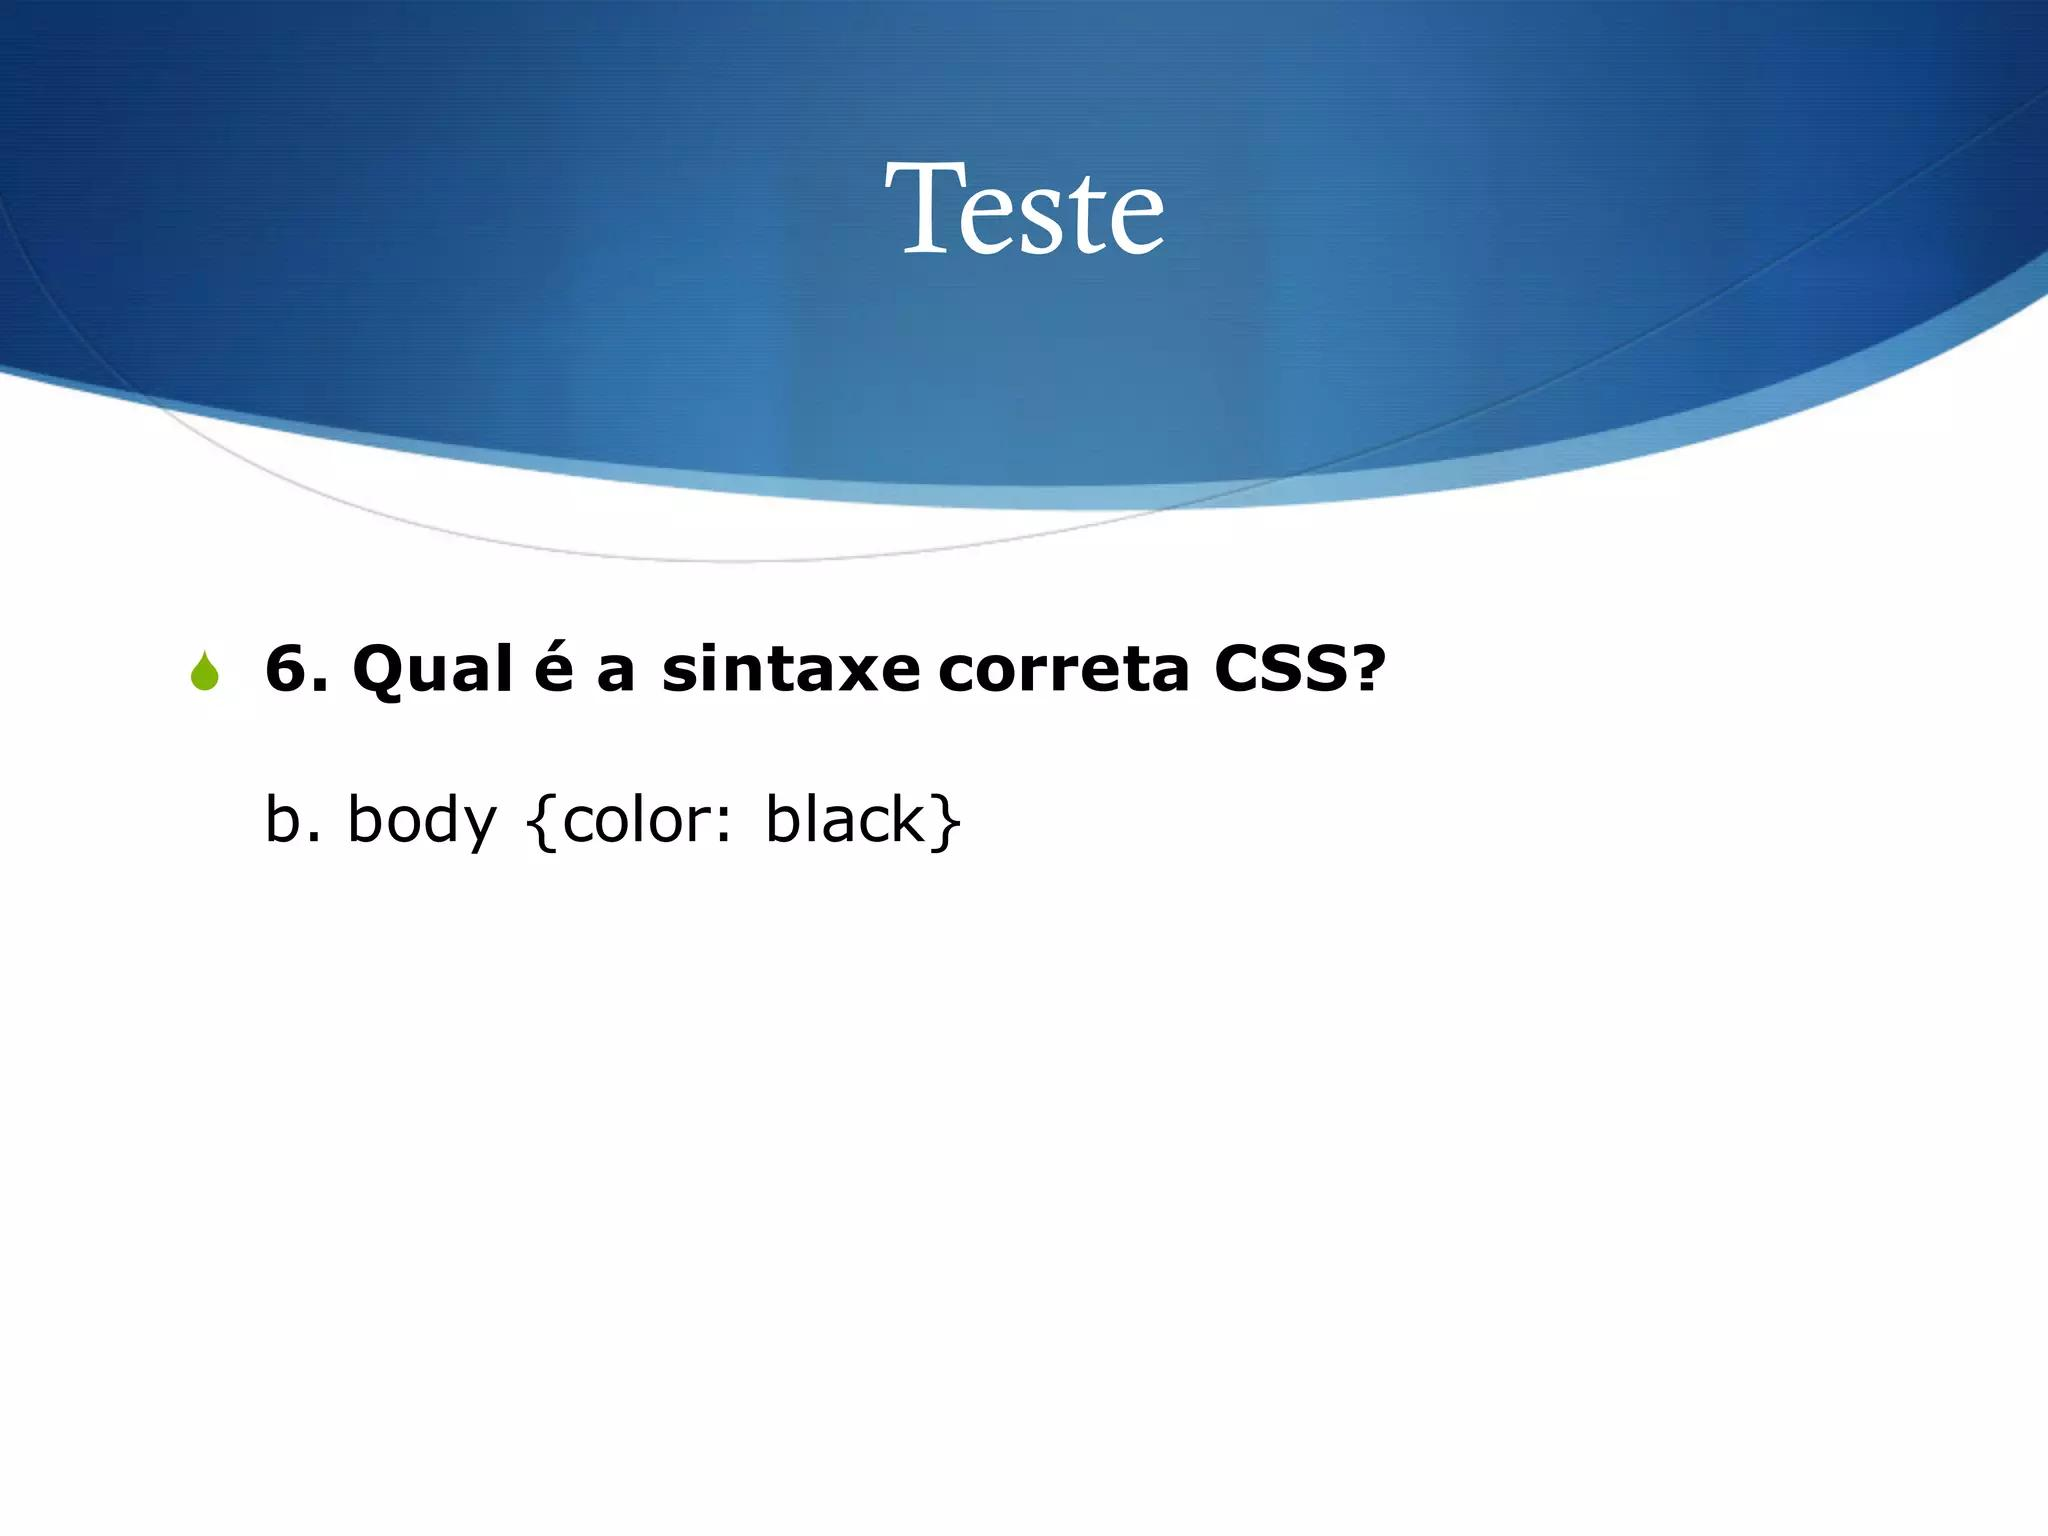 Teste
6. Qual é a sintaxe correta CSS?
b. body {color: black}